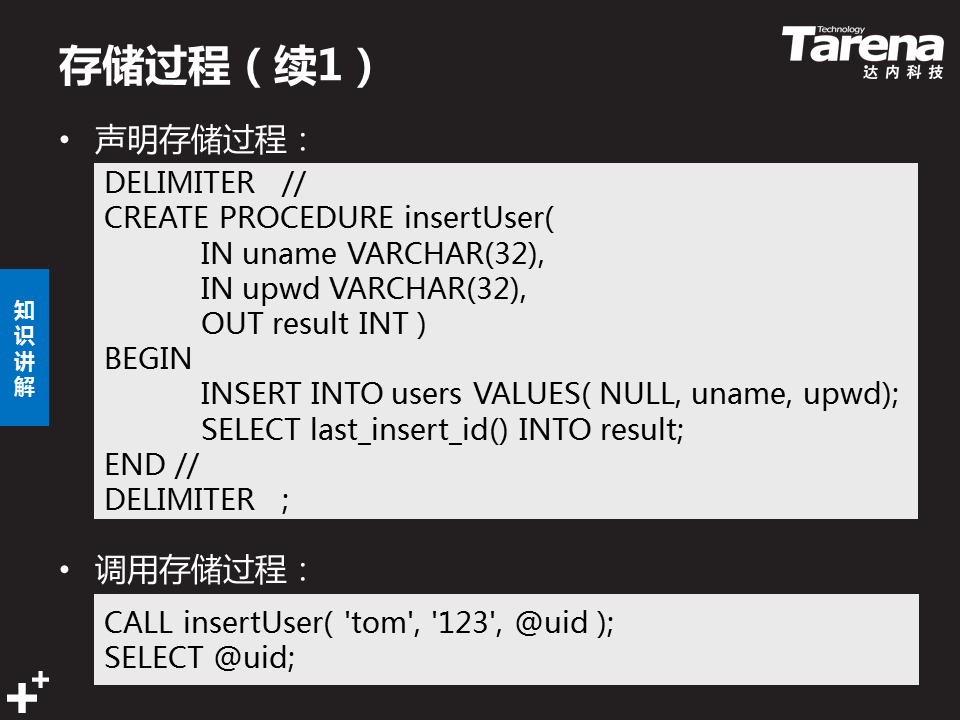 存储过程（续1）
Technology
Tarena
达内科技
• 声明存储过程：
DELIMITER //
CREATE PROCEDURE insertUser(
IN uname VARCHAR(32),
IN upwd VARCHAR(32),
OUT result INT )
BEGIN
INSERT INTO users VALUES( NULL, uname, upwd);
SELECT last_insert_id() INTO result;
END //
DELIMITER ;
知识讲解
• 调用存储过程：
CALL insertUser( 'tom', '123', @uid );
SELECT @uid;